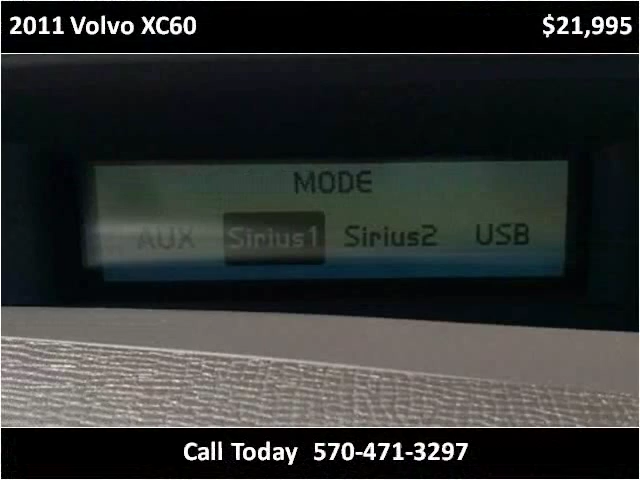 2011 Volvo XC60 $21,995
MODE
AUX Sirius1 Sirius2 USB
Call Today 570-471-3297